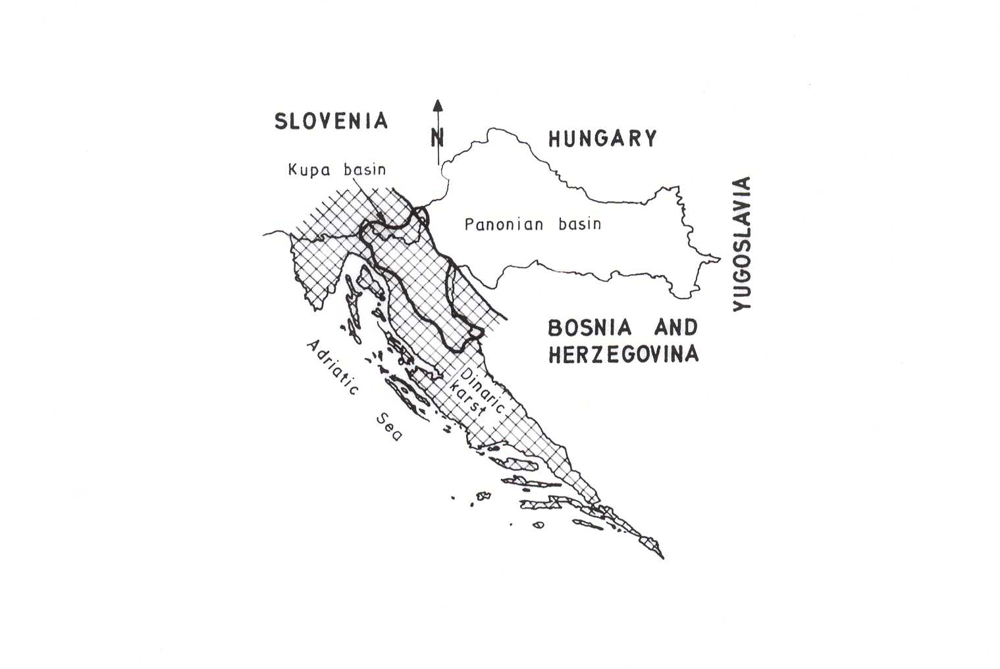 SLOVENIA
N
HUNGARY
Kupa basin
YUGOSLAVIA
Panonian basin
BOSNIA AND
HERZEGOVINA
Adriatic
Sea
Dinaric
karst